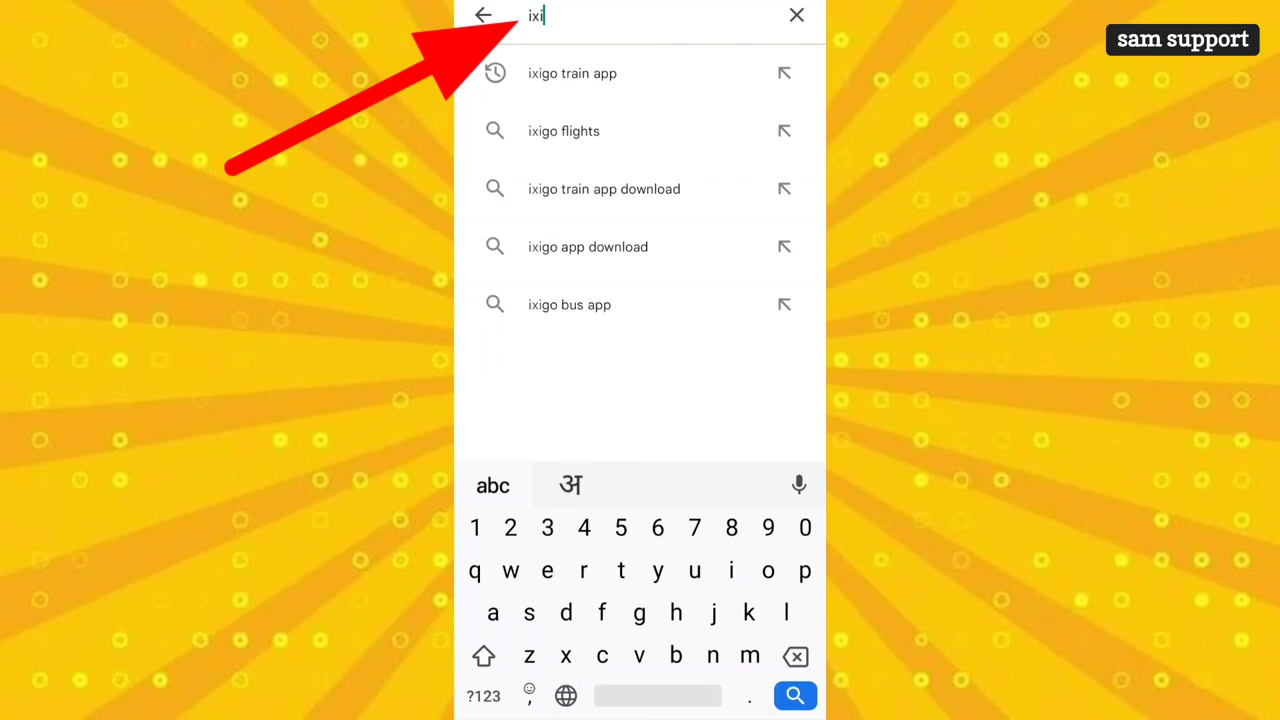 ixi
sam support
ixigo train app
ixigo flights
ixigo train app download
ixigo app download
ixigo bus app
abc अ
1 2 3 4 5 6 7 8 9 0
q w e r t y u i o p
a s d f g h j k l
z x c v b n m
?123 , .